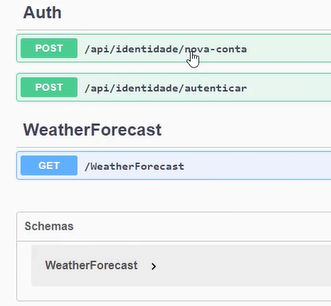 Auth
POST /api/identidade/nova-conta
POST /api/identidade/autenticar
WeatherForecast
GET /WeatherForecast
Schemas
WeatherForecast